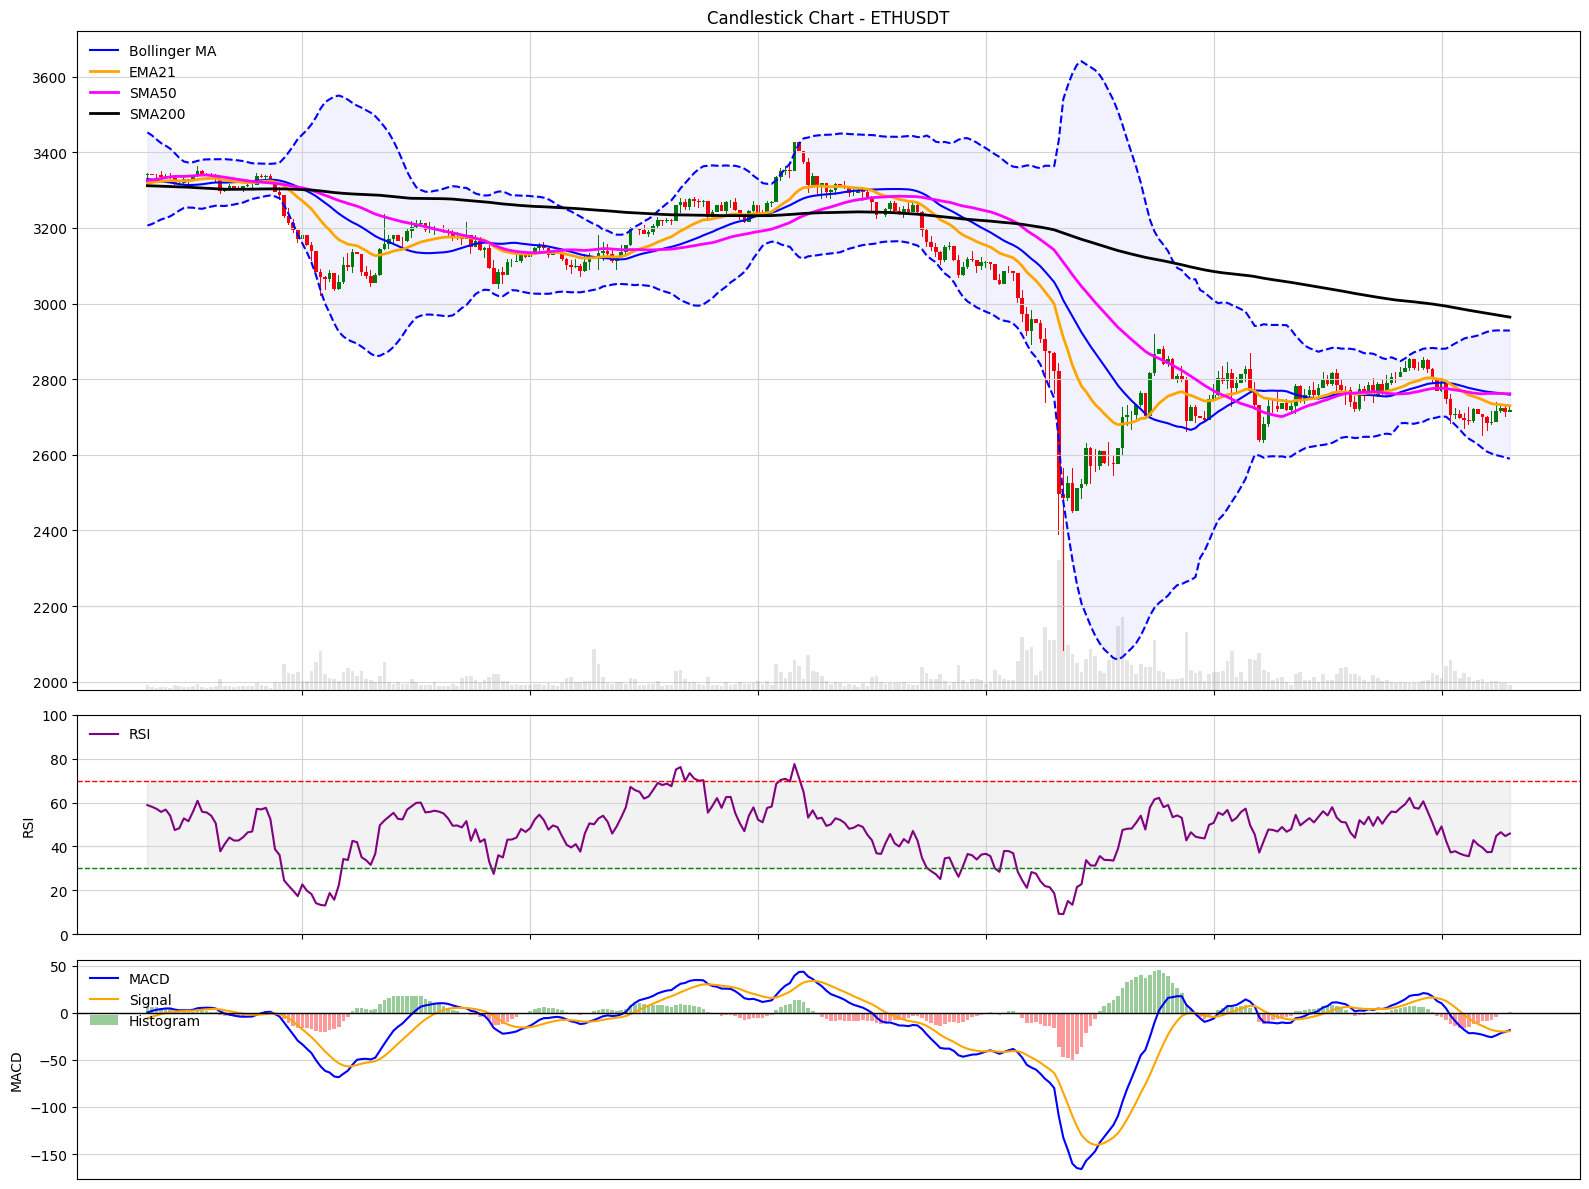 Candlestick Chart - ETHUSDT
Bollinger MA
EMA21
SMA50
SMA200
3600
3400
3200
3000
2800
2600
2400
2200
2000
RSI
100
80
60
40
20
0
RSI
MACD
Signal
Histogram
50
0
−50
−100
−150
MACD